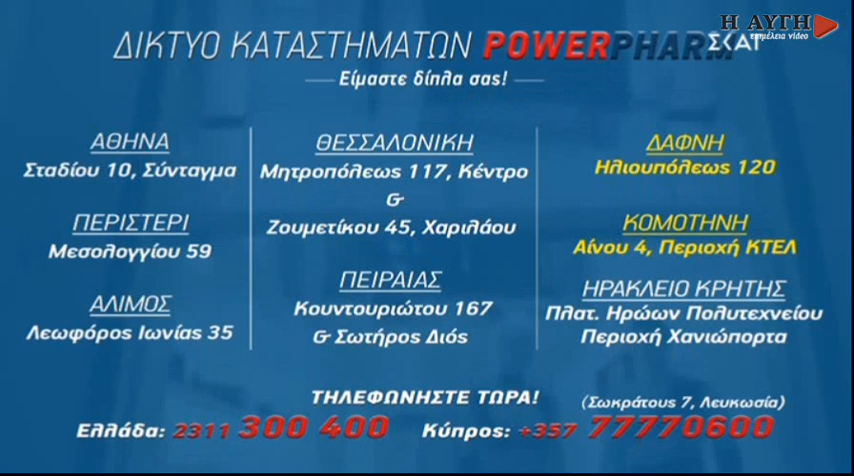 Η ΑΥΓΗ
επιμέλεια video
ΣΚΑΪ
ΔΙΚΤΥΟ ΚΑΤΑΣΤΗΜΑΤΩΝ POWERPHARM
Είμαστε δίπλα σας!
ΑΘΗΝΑ
Σταδίου 10, Σύνταγμα
ΠΕΡΙΣΤΕΡΙ
Μεσολογγίου 59
ΑΛΙΜΟΣ
Λεωφόρος Ιωνίας 35
ΘΕΣΣΑΛΟΝΙΚΗ
Μητροπόλεως 117, Κέντρο
&
Ζουμετίκου 45, Χαριλάου
ΠΕΙΡΑΙΑΣ
Κουντουριώτου 167
& Σωτήρος Διός
ΔΑΦΝΗ
Ηλιουπόλεως 120
ΚΟΜΟΤΗΝΗ
Αίνου 4, Περιοχή ΚΤΕΛ
ΗΡΑΚΛΕΙΟ ΚΡΗΤΗΣ
Πλατ. Ηρώων Πολυτεχνείου
Περιοχή Χανιώπορτα
ΤΗΛΕΦΩΝΗΣΤΕ ΤΩΡΑ!
(Σωκράτους 7, Λευκωσία)
Ελλάδα: 2311 300 400 Κύπρος: +357 77770600